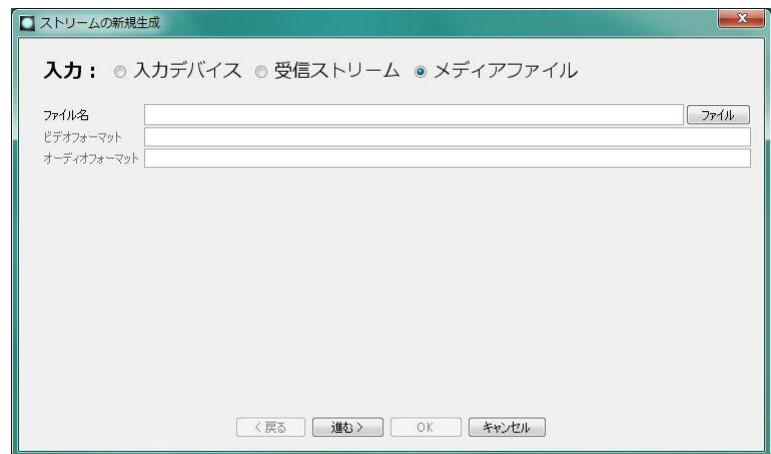 ストリームの新規生成
入力： 入力デバイス 受信ストリーム メディアファイル
ファイル名 ファイル
ビデオフォーマット
オーディオフォーマット
<戻る 進む> OK キャンセル